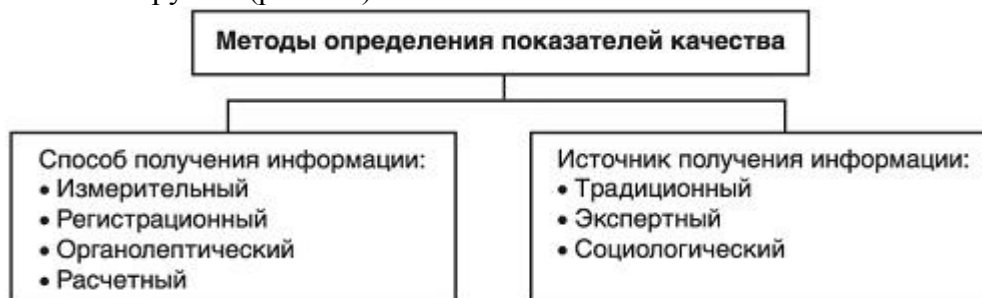 Методы определения показателей качества
Способ получения информации:
• Измерительный
• Регистрационный
• Органолептический
• Расчетный
Источник получения информации:
• Традиционный
• Экспертный
• Социологический